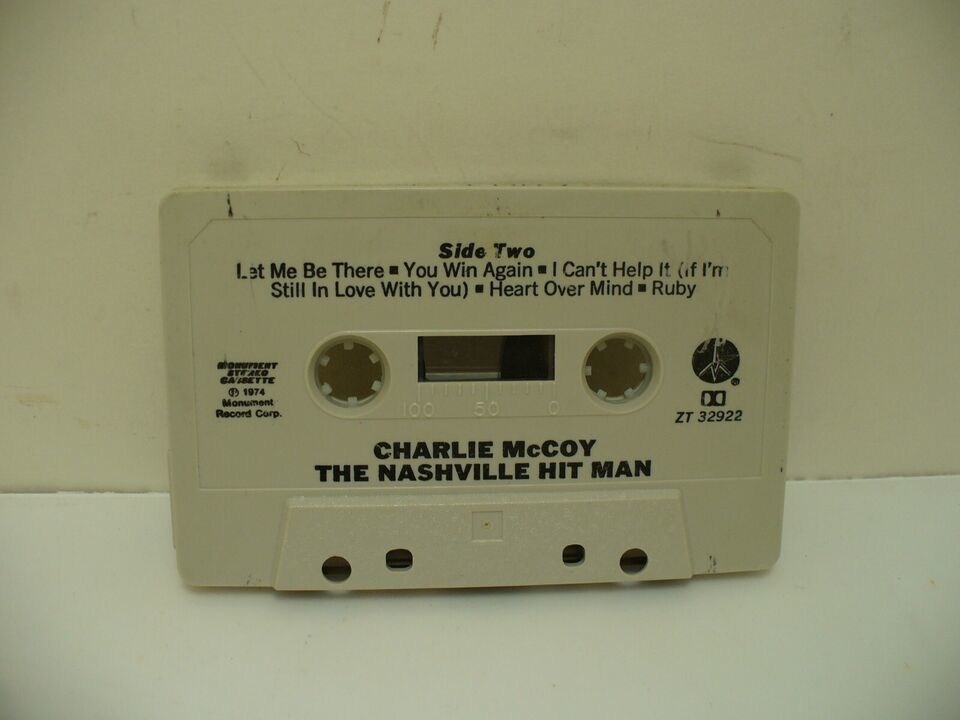 Side Two
Let Me Be There ▪ You Win Again ▪ I Can't Help It (If I'm
Still In Love With You) ▪ Heart Over Mind ▪ Ruby
MONUMENT
STEREO
CASSETTE
Ⓟ 1974
Monument
Record Corp.
100 50 0
®
ZT 32922
CHARLIE McCOY
THE NASHVILLE HIT MAN